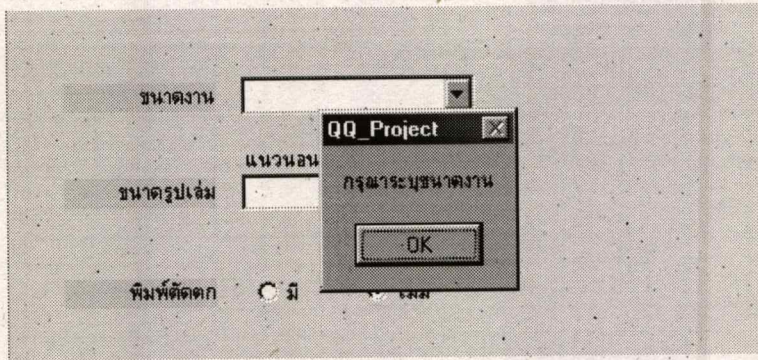 ขนาดงาน
QQ_Project
แนวนอน
กรุณาระบุขนาดงาน
ขนาดรูปเล่ม
OK
พิมพ์ตัดตก มี